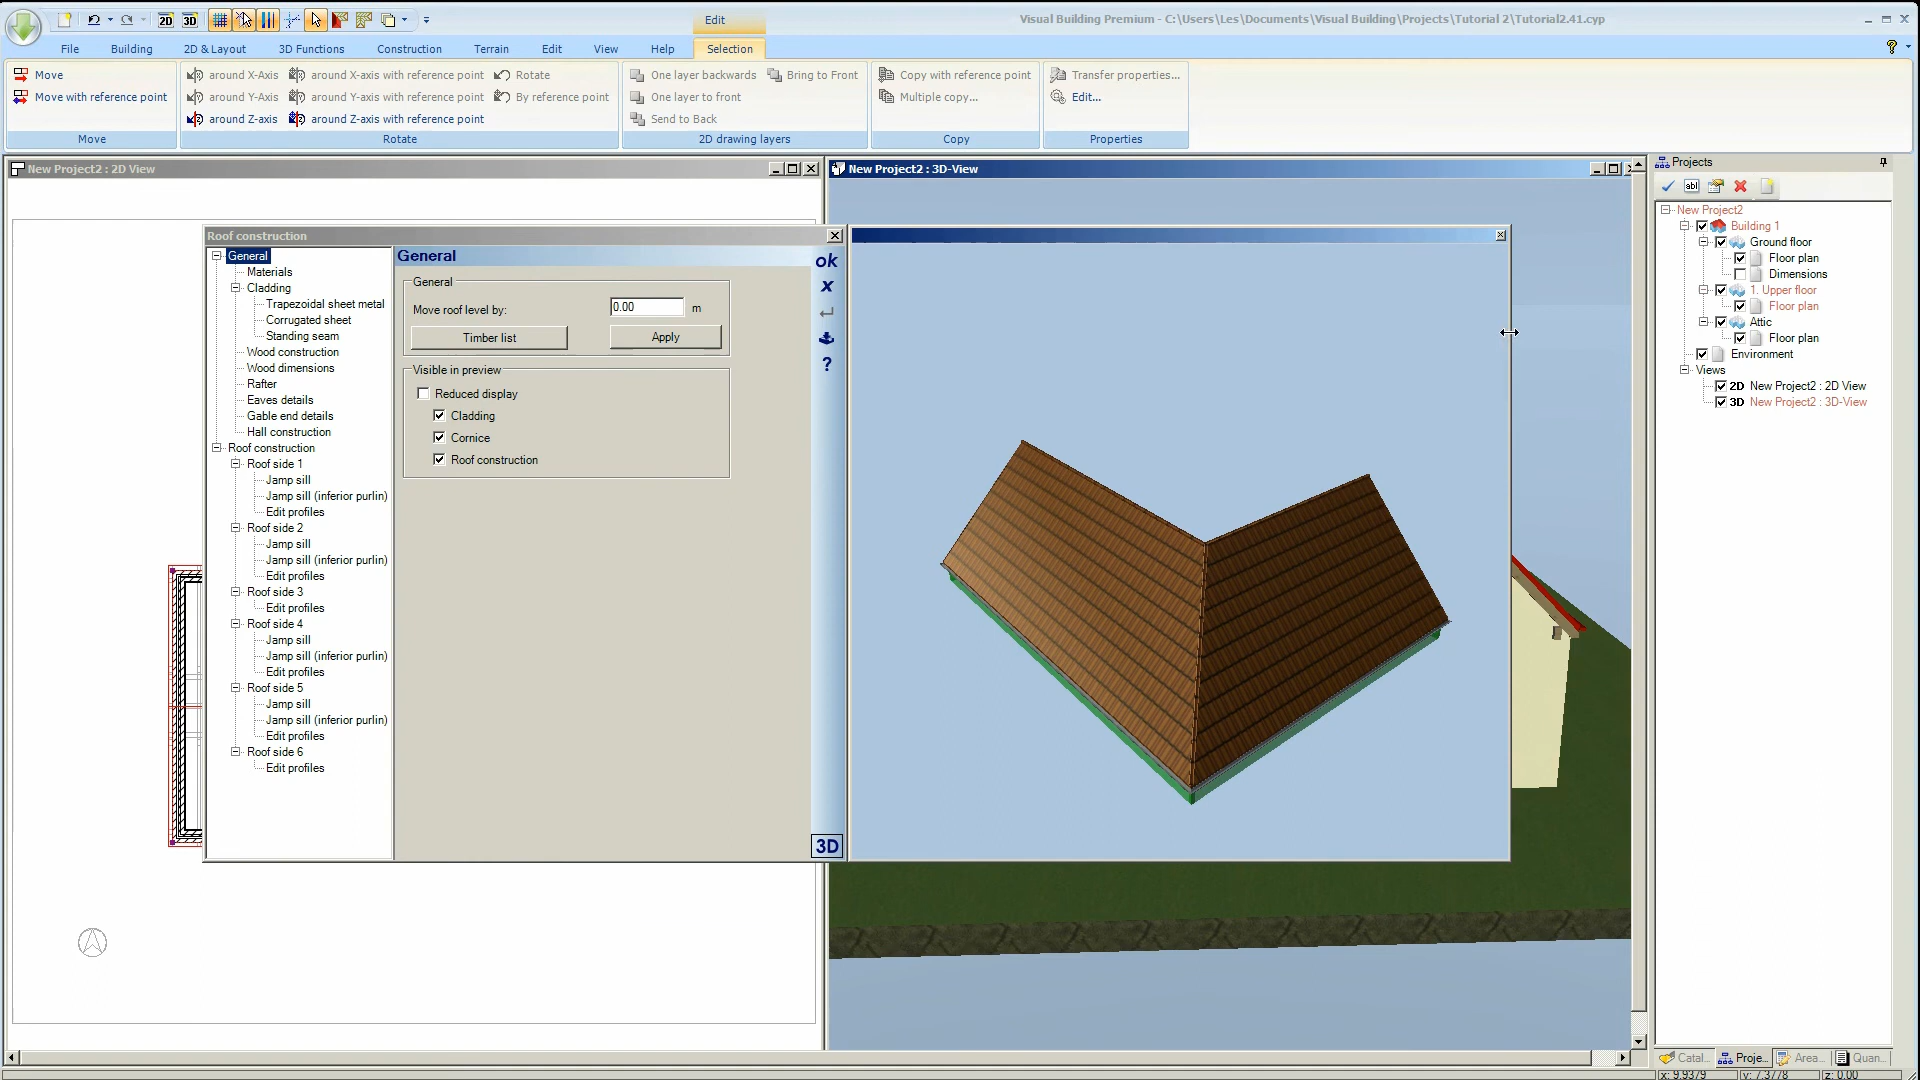 2D
3D
Edit
Visual Building Premium - C:\Users\Les\Documents\Visual Building\Projects\Tutorial 2\Tutorial2.41.cyp
File
Building
2D & Layout
3D Functions
Construction
Terrain
Edit
View
Help
Selection
?
Move
Move with reference point
Move
around X-Axis
around Y-Axis
around Z-axis
around X-axis with reference point
around Y-axis with reference point
around Z-axis with reference point
Rotate
By reference point
Rotate
One layer backwards
One layer to front
Send to Back
Bring to Front
2D drawing layers
Copy with reference point
Multiple copy...
Copy
Transfer properties...
Edit...
Properties
New Project2 : 2D View
New Project2 : 3D-View
Roof construction
General
Materials
Cladding
Trapezoidal sheet metal
Corrugated sheet
Standing seam
Wood construction
Wood dimensions
Rafter
Eaves details
Gable end details
Hall construction
Roof construction
Roof side 1
Jamp sill
Jamp sill (inferior purlin)
Edit profiles
Roof side 2
Jamp sill
Jamp sill (inferior purlin)
Edit profiles
Roof side 3
Edit profiles
Roof side 4
Jamp sill
Jamp sill (inferior purlin)
Edit profiles
Roof side 5
Jamp sill
Jamp sill (inferior purlin)
Edit profiles
Roof side 6
Edit profiles
General
General
Move roof level by:
0.00
m
Timber list
Apply
Visible in preview
Reduced display
Cladding
Cornice
Roof construction
ok
x
?
3D
Projects
abl
New Project2
Building 1
Ground floor
Floor plan
Dimensions
1. Upper floor
Floor plan
Attic
Floor plan
Environment
Views
2D New Project2 : 2D View
3D New Project2 : 3D-View
Catal...
Proje...
Area...
Quan...
x: 9.9379
y: 7.3778
z: 0.00